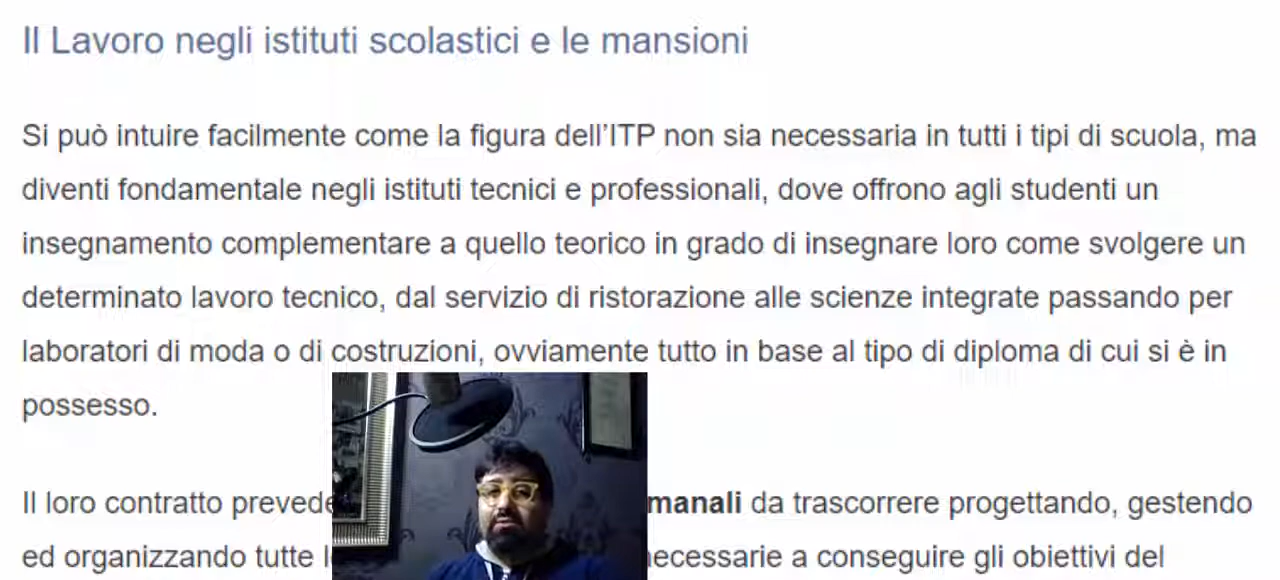 Il Lavoro negli istituti scolastici e le mansioni
Si può intuire facilmente come la figura dell’ITP non sia necessaria in tutti i tipi di scuola, ma
diventi fondamentale negli istituti tecnici e professionali, dove offrono agli studenti un
insegnamento complementare a quello teorico in grado di insegnare loro come svolgere un
determinato lavoro tecnico, dal servizio di ristorazione alle scienze integrate passando per
laboratori di moda o di costruzioni, ovviamente tutto in base al tipo di diploma di cui si è in
possesso.
Il loro contratto prevede manali da trascorrere progettando, gestendo
ed organizzando tutte ecessarie a conseguire gli obiettivi del